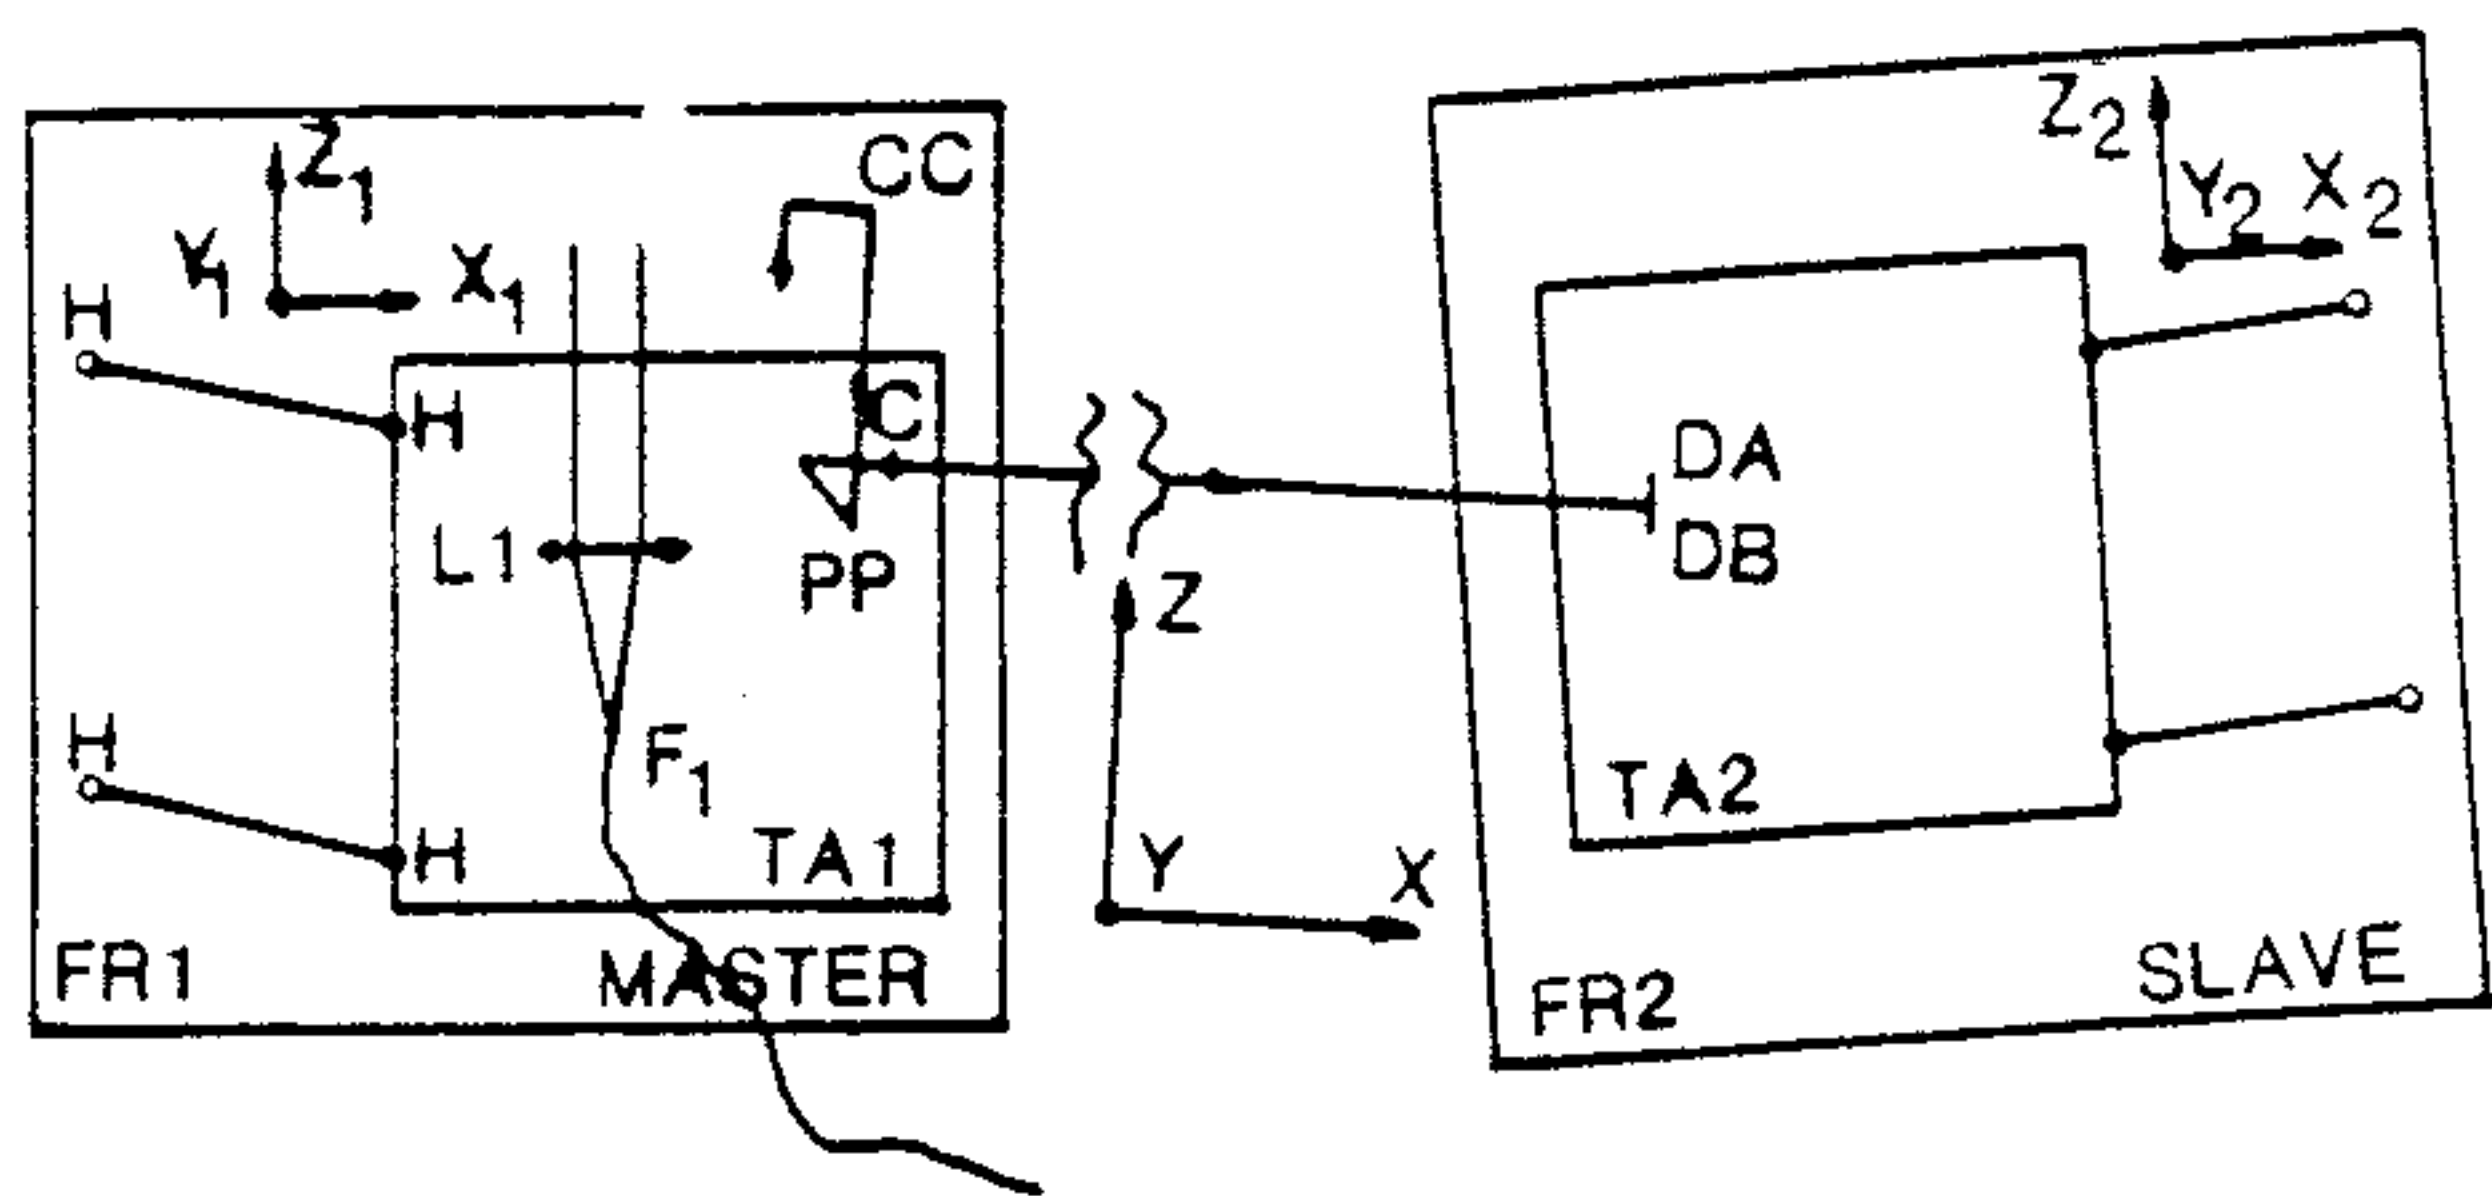 Z1
CC
Y1
X1
H
H
C
L1
PP
F1
H
H
TA1
FR1
MASTER
Z
Y
X
Z2
Y2
X2
DA
DB
TA2
FR2
SLAVE